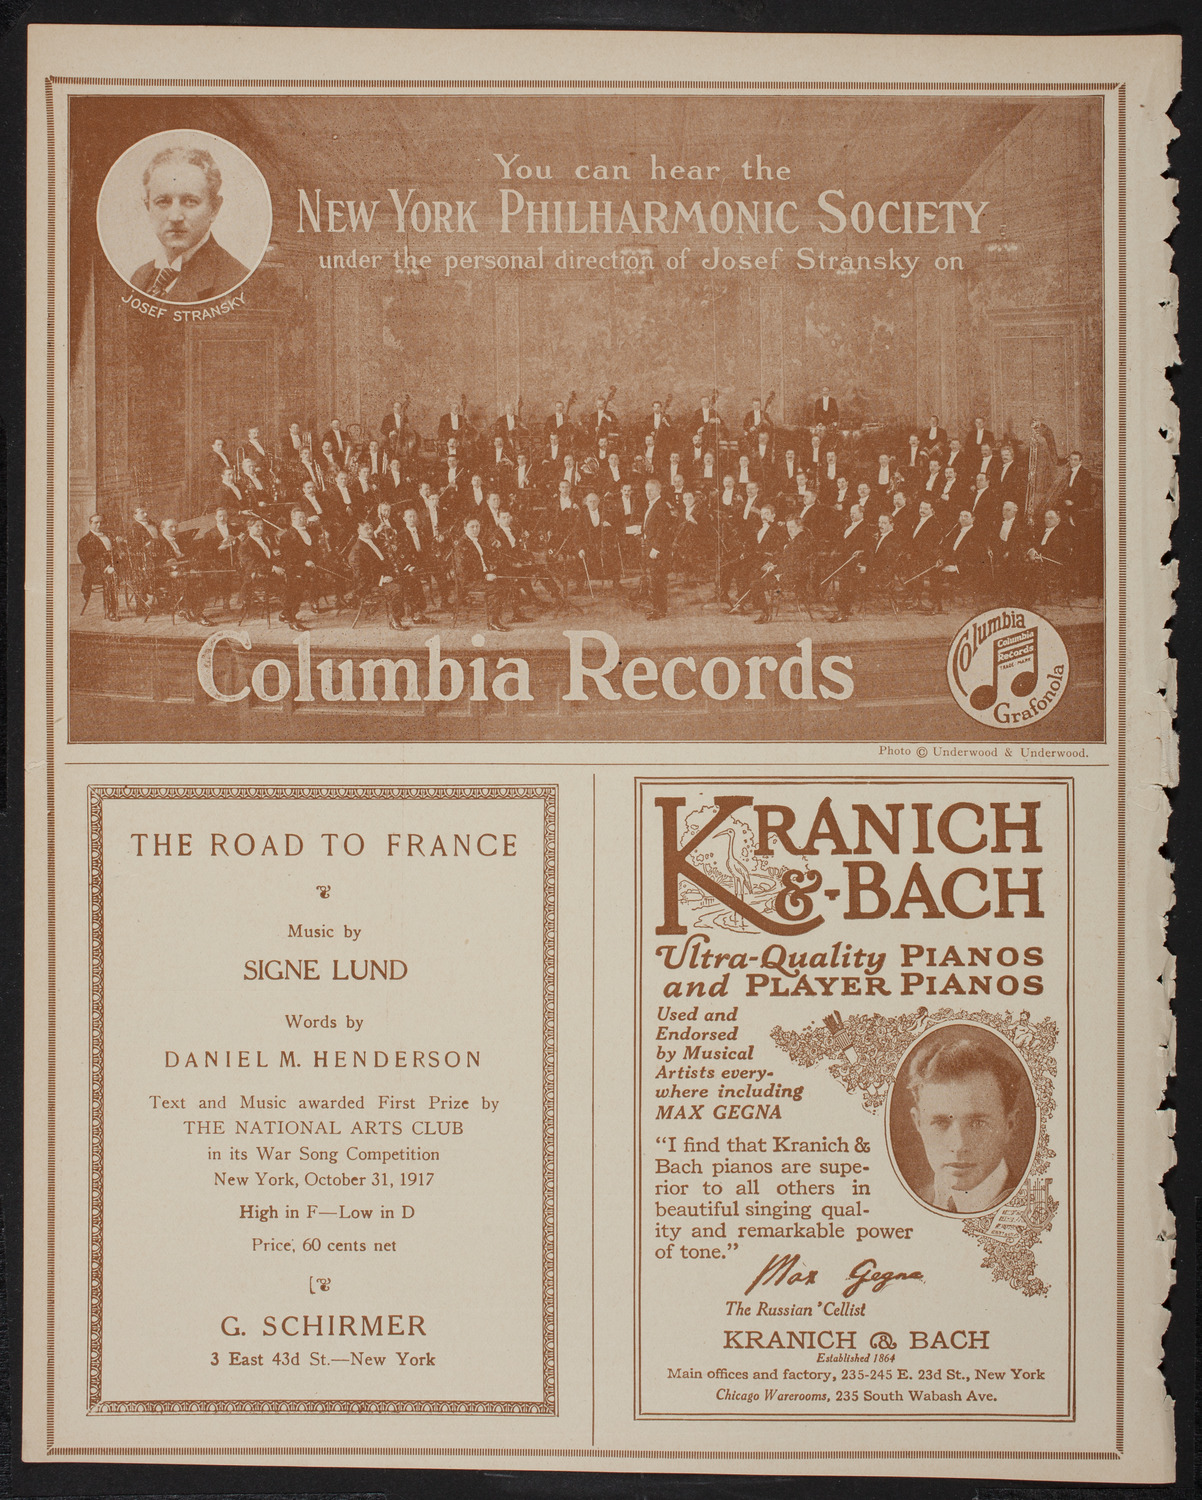 You can hear the
NEW YORK PHILHARMONIC SOCIETY
under the personal direction of Josef Stransky on
JOSEF STRANSKY
Columbia Records
Columbia
Columbia
Records
TRADE MARK
Grafonola
Photo © Underwood & Underwood.
THE ROAD TO FRANCE
Music by
SIGNE LUND
Words by
DANIEL M. HENDERSON
Text and Music awarded First Prize by
THE NATIONAL ARTS CLUB
in its War Song Competition
New York, October 31, 1917
High in F—Low in D
Price, 60 cents net
G. SCHIRMER
3 East 43d St.—New York
KRANICH
&-BACH
Ultra-Quality PIANOS
and PLAYER PIANOS
Used and
Endorsed
by Musical
Artists every-
where including
MAX GEGNA
“I find that Kranich &
Bach pianos are supe-
rior to all others in
beautiful singing qual-
ity and remarkable power
of tone.”
Max Gegna
The Russian 'Cellist
KRANICH & BACH
Established 1864
Main offices and factory, 235-245 E. 23d St., New York
Chicago Warerooms, 235 South Wabash Ave.